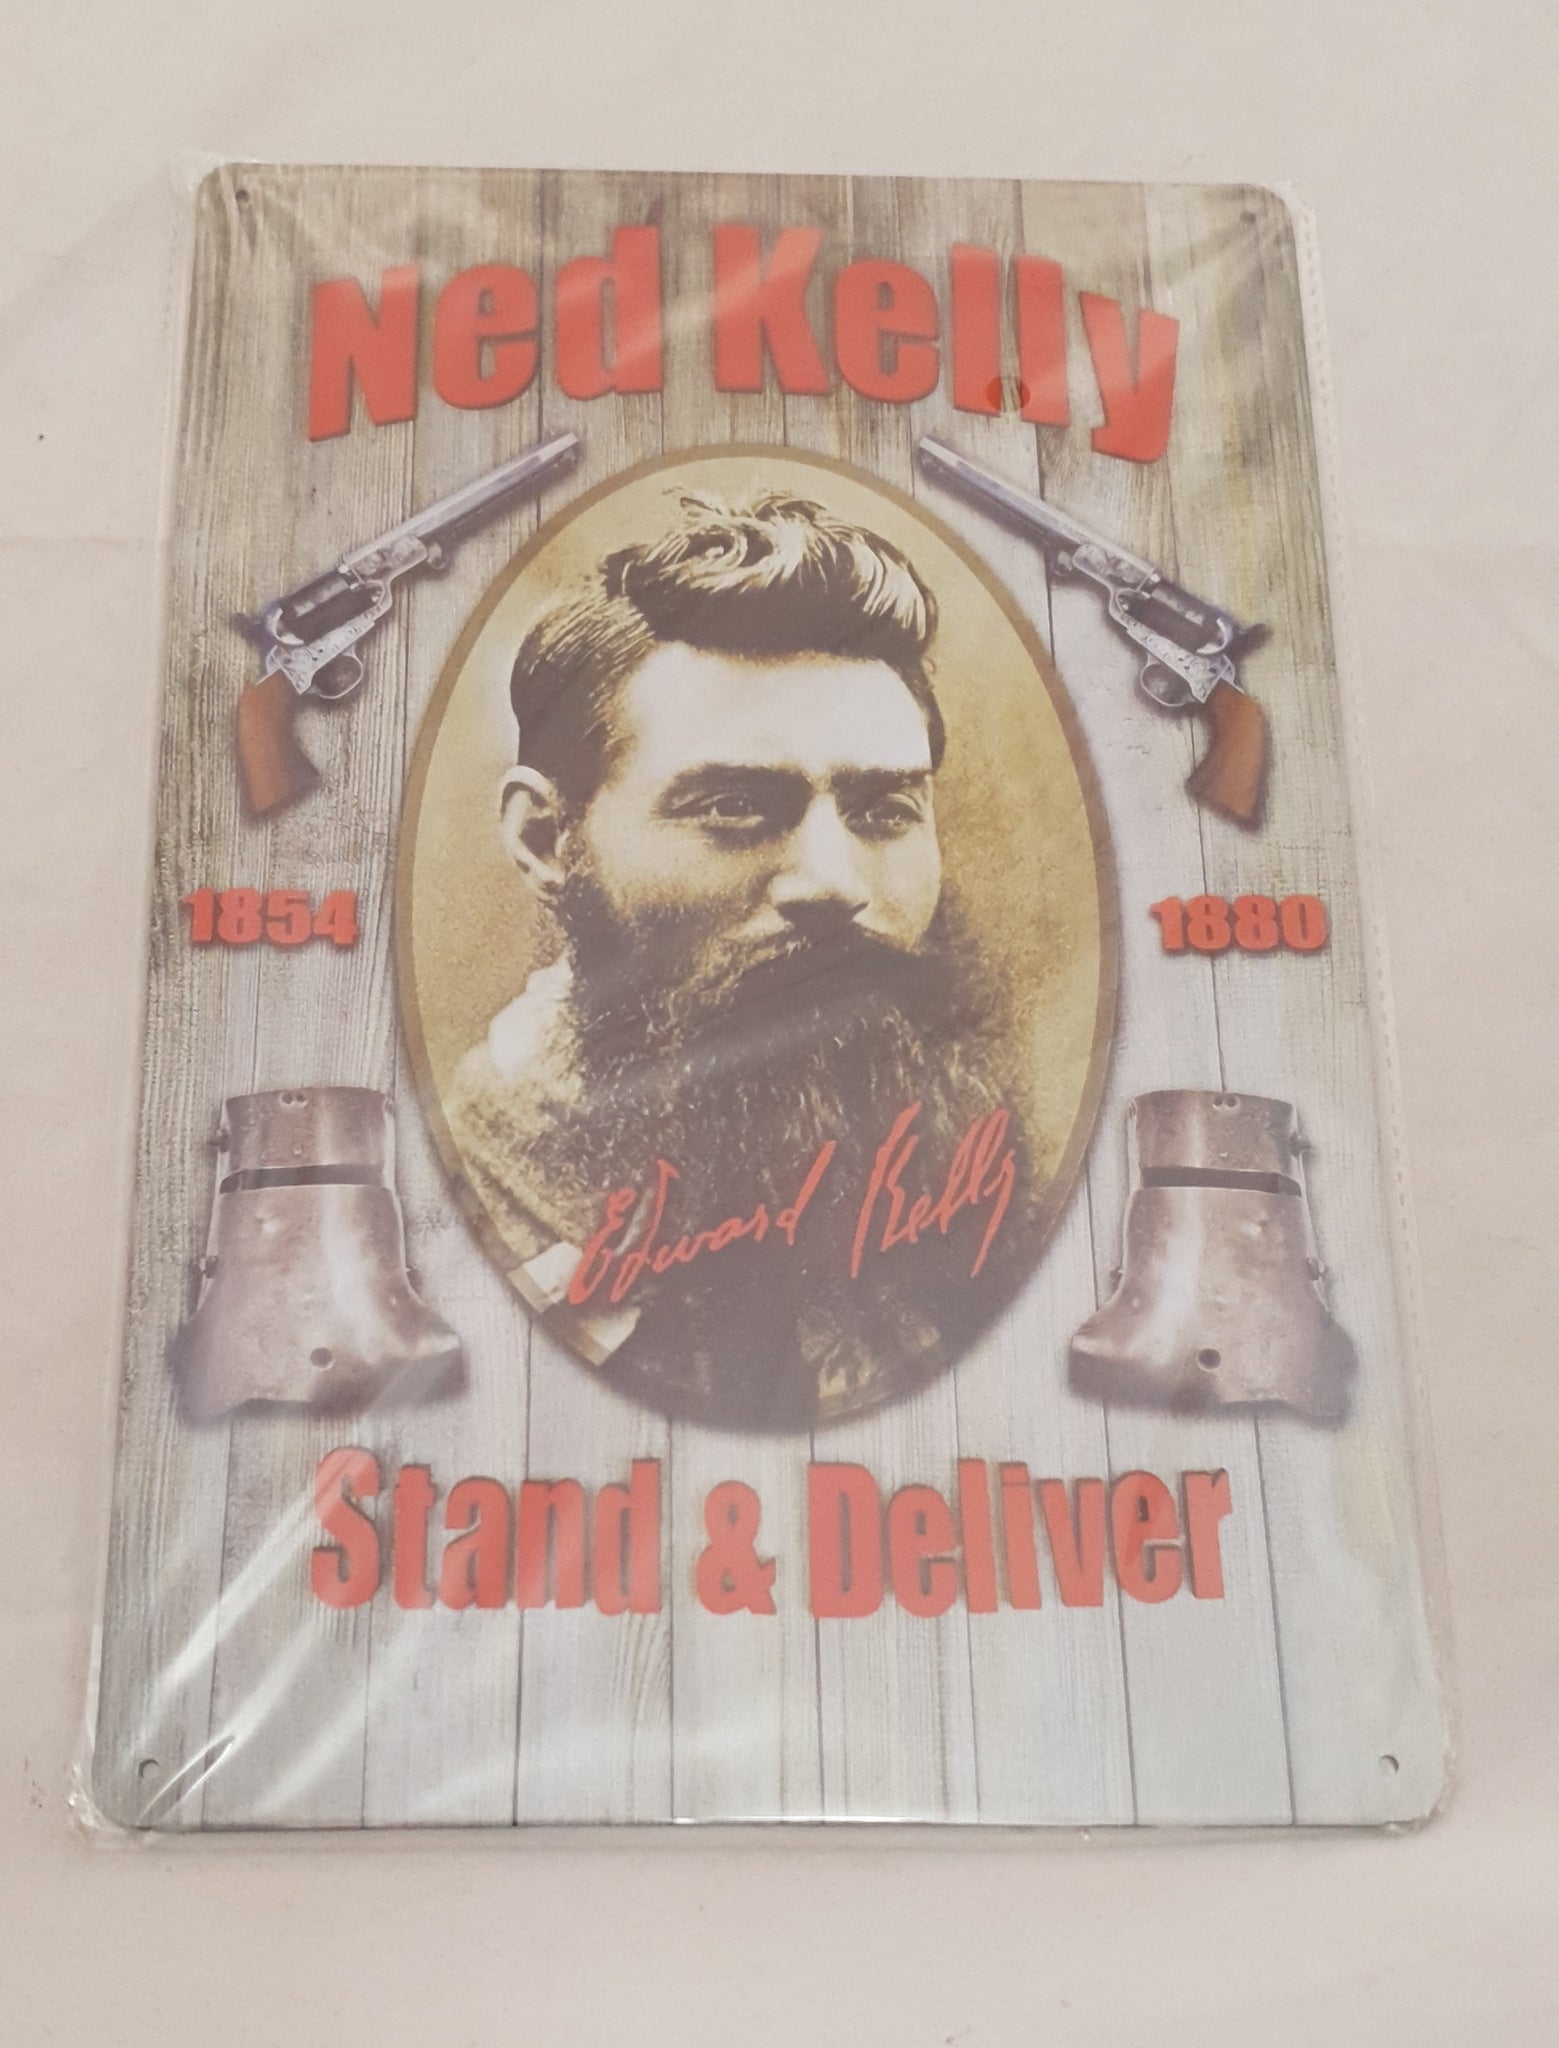 Ned Kelly
1854
1880
Edward Kelly
Stand & Deliver